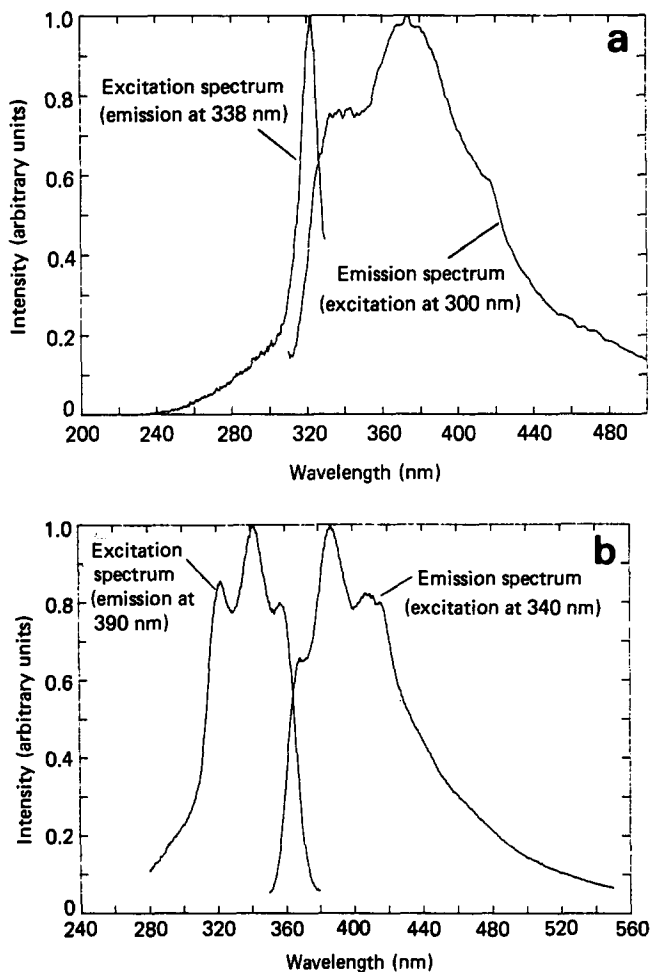 a
Excitation spectrum
(emission at 338 nm)
Emission spectrum
(excitation at 300 nm)
Intensity (arbitrary units)
1.0
0.8
0.6
0.4
0.2
0
200 240 280 320 360 400 440 480
Wavelength (nm)
b
Excitation
spectrum
(emission at
390 nm)
Emission spectrum
(excitation at 340 nm)
Intensity (arbitrary units)
1.0
0.8
0.6
0.4
0.2
0
240 280 320 360 400 440 480 520 560
Wavelength (nm)